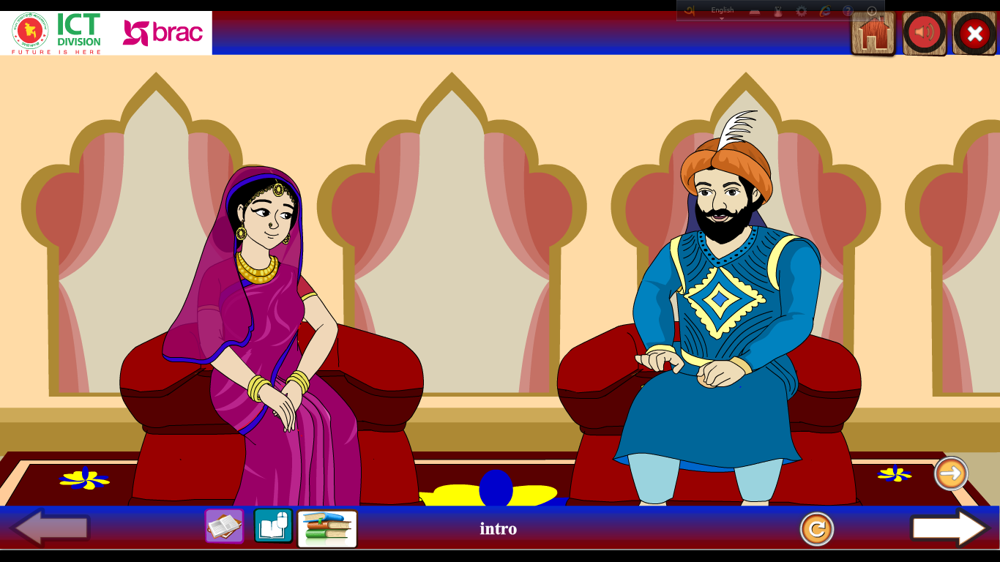 ICT
DIVISION
FUTURE IS HERE
brac
English
intro